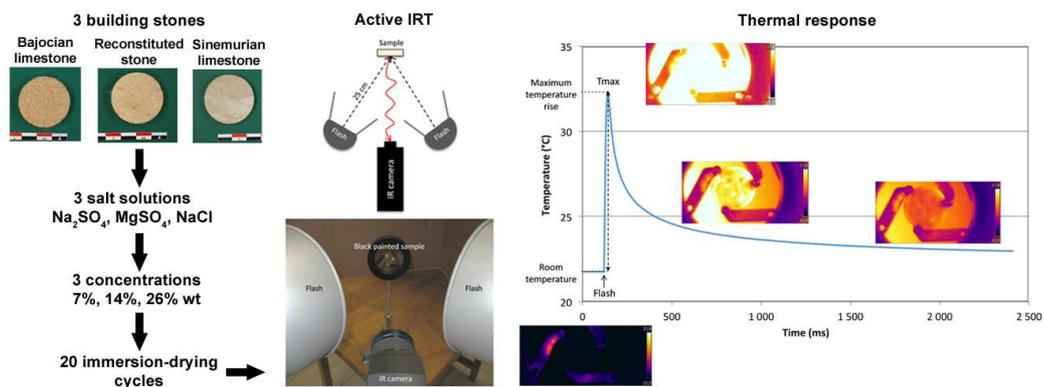 3 building stones
Bajocian limestone
Reconstituted stone
Sinemurian limestone
3 salt solutions
Na2SO4, MgSO4, NaCl
3 concentrations
7%, 14%, 26% wt
20 immersion-drying
cycles
Active IRT
Sample
25 cm
Flash
Flash
IR camera
Black painted sample
Flash
Flash
IR camera
Thermal response
35
30
25
20
Temperature (°C)
Maximum
temperature
rise
Tmax
Room
temperature
Flash
0
500
1 000
1 500
2 000
2 500
Time (ms)